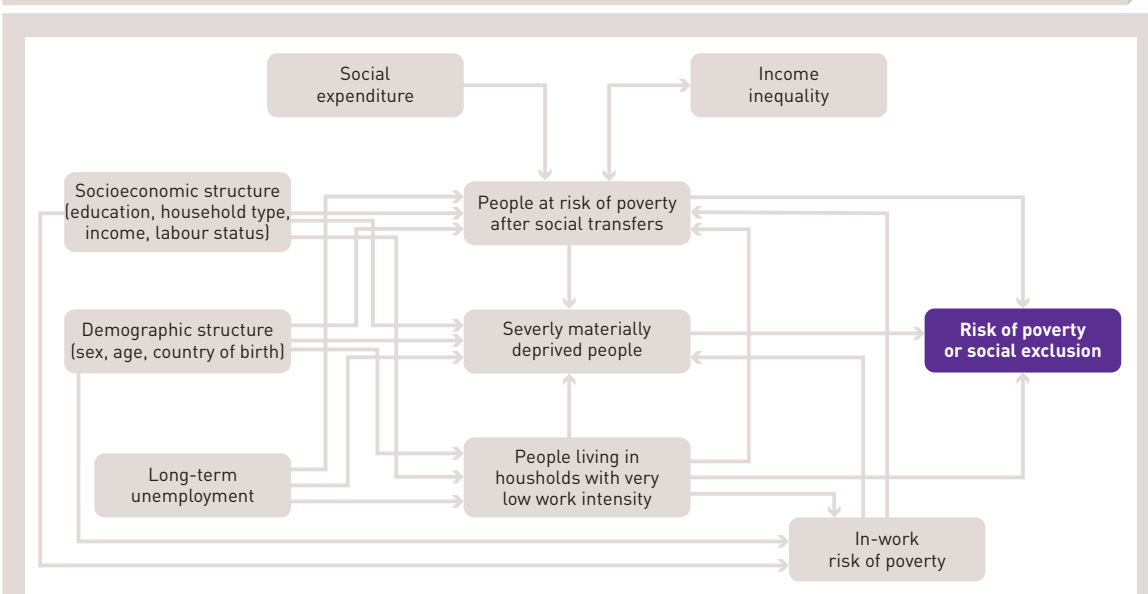 Social
expenditure
Income
inequality
Socioeconomic structure
(education, household type,
income, labour status)
People at risk of poverty
after social transfers
Demographic structure
(sex, age, country of birth)
Severly materially
deprived people
Risk of poverty
or social exclusion
Long-term
unemployment
People living in
housholds with very
low work intensity
In-work
risk of poverty